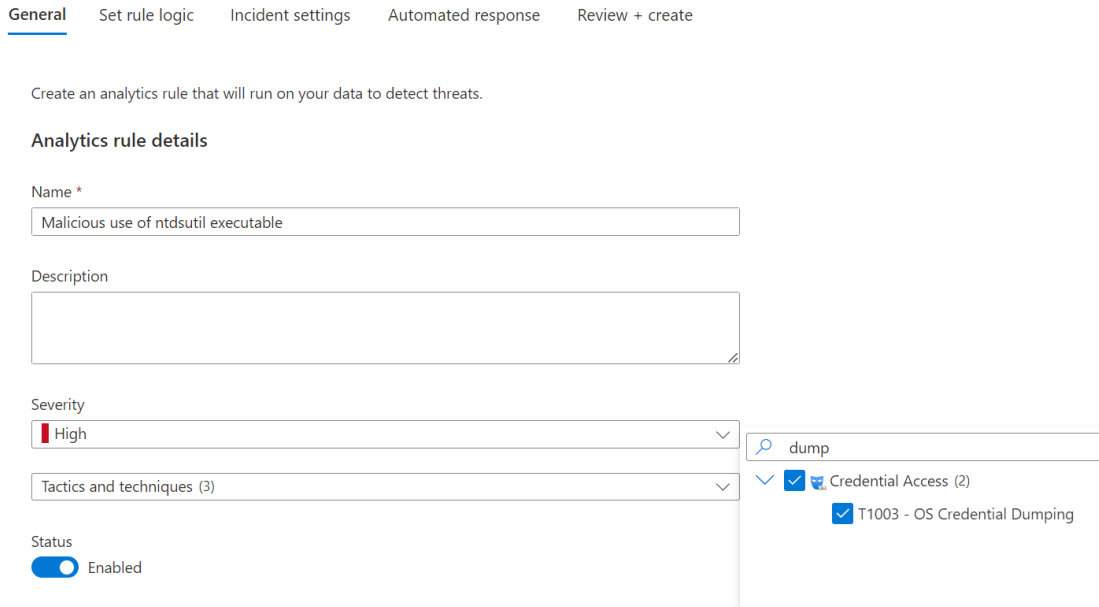 General Set rule logic Incident settings Automated response Review + create
Create an analytics rule that will run on your data to detect threats.
Analytics rule details
Name *
Malicious use of ntdsutil executable
Description
Severity
High
Tactics and techniques (3)
dump
Credential Access (2)
T1003 - OS Credential Dumping
Status
Enabled